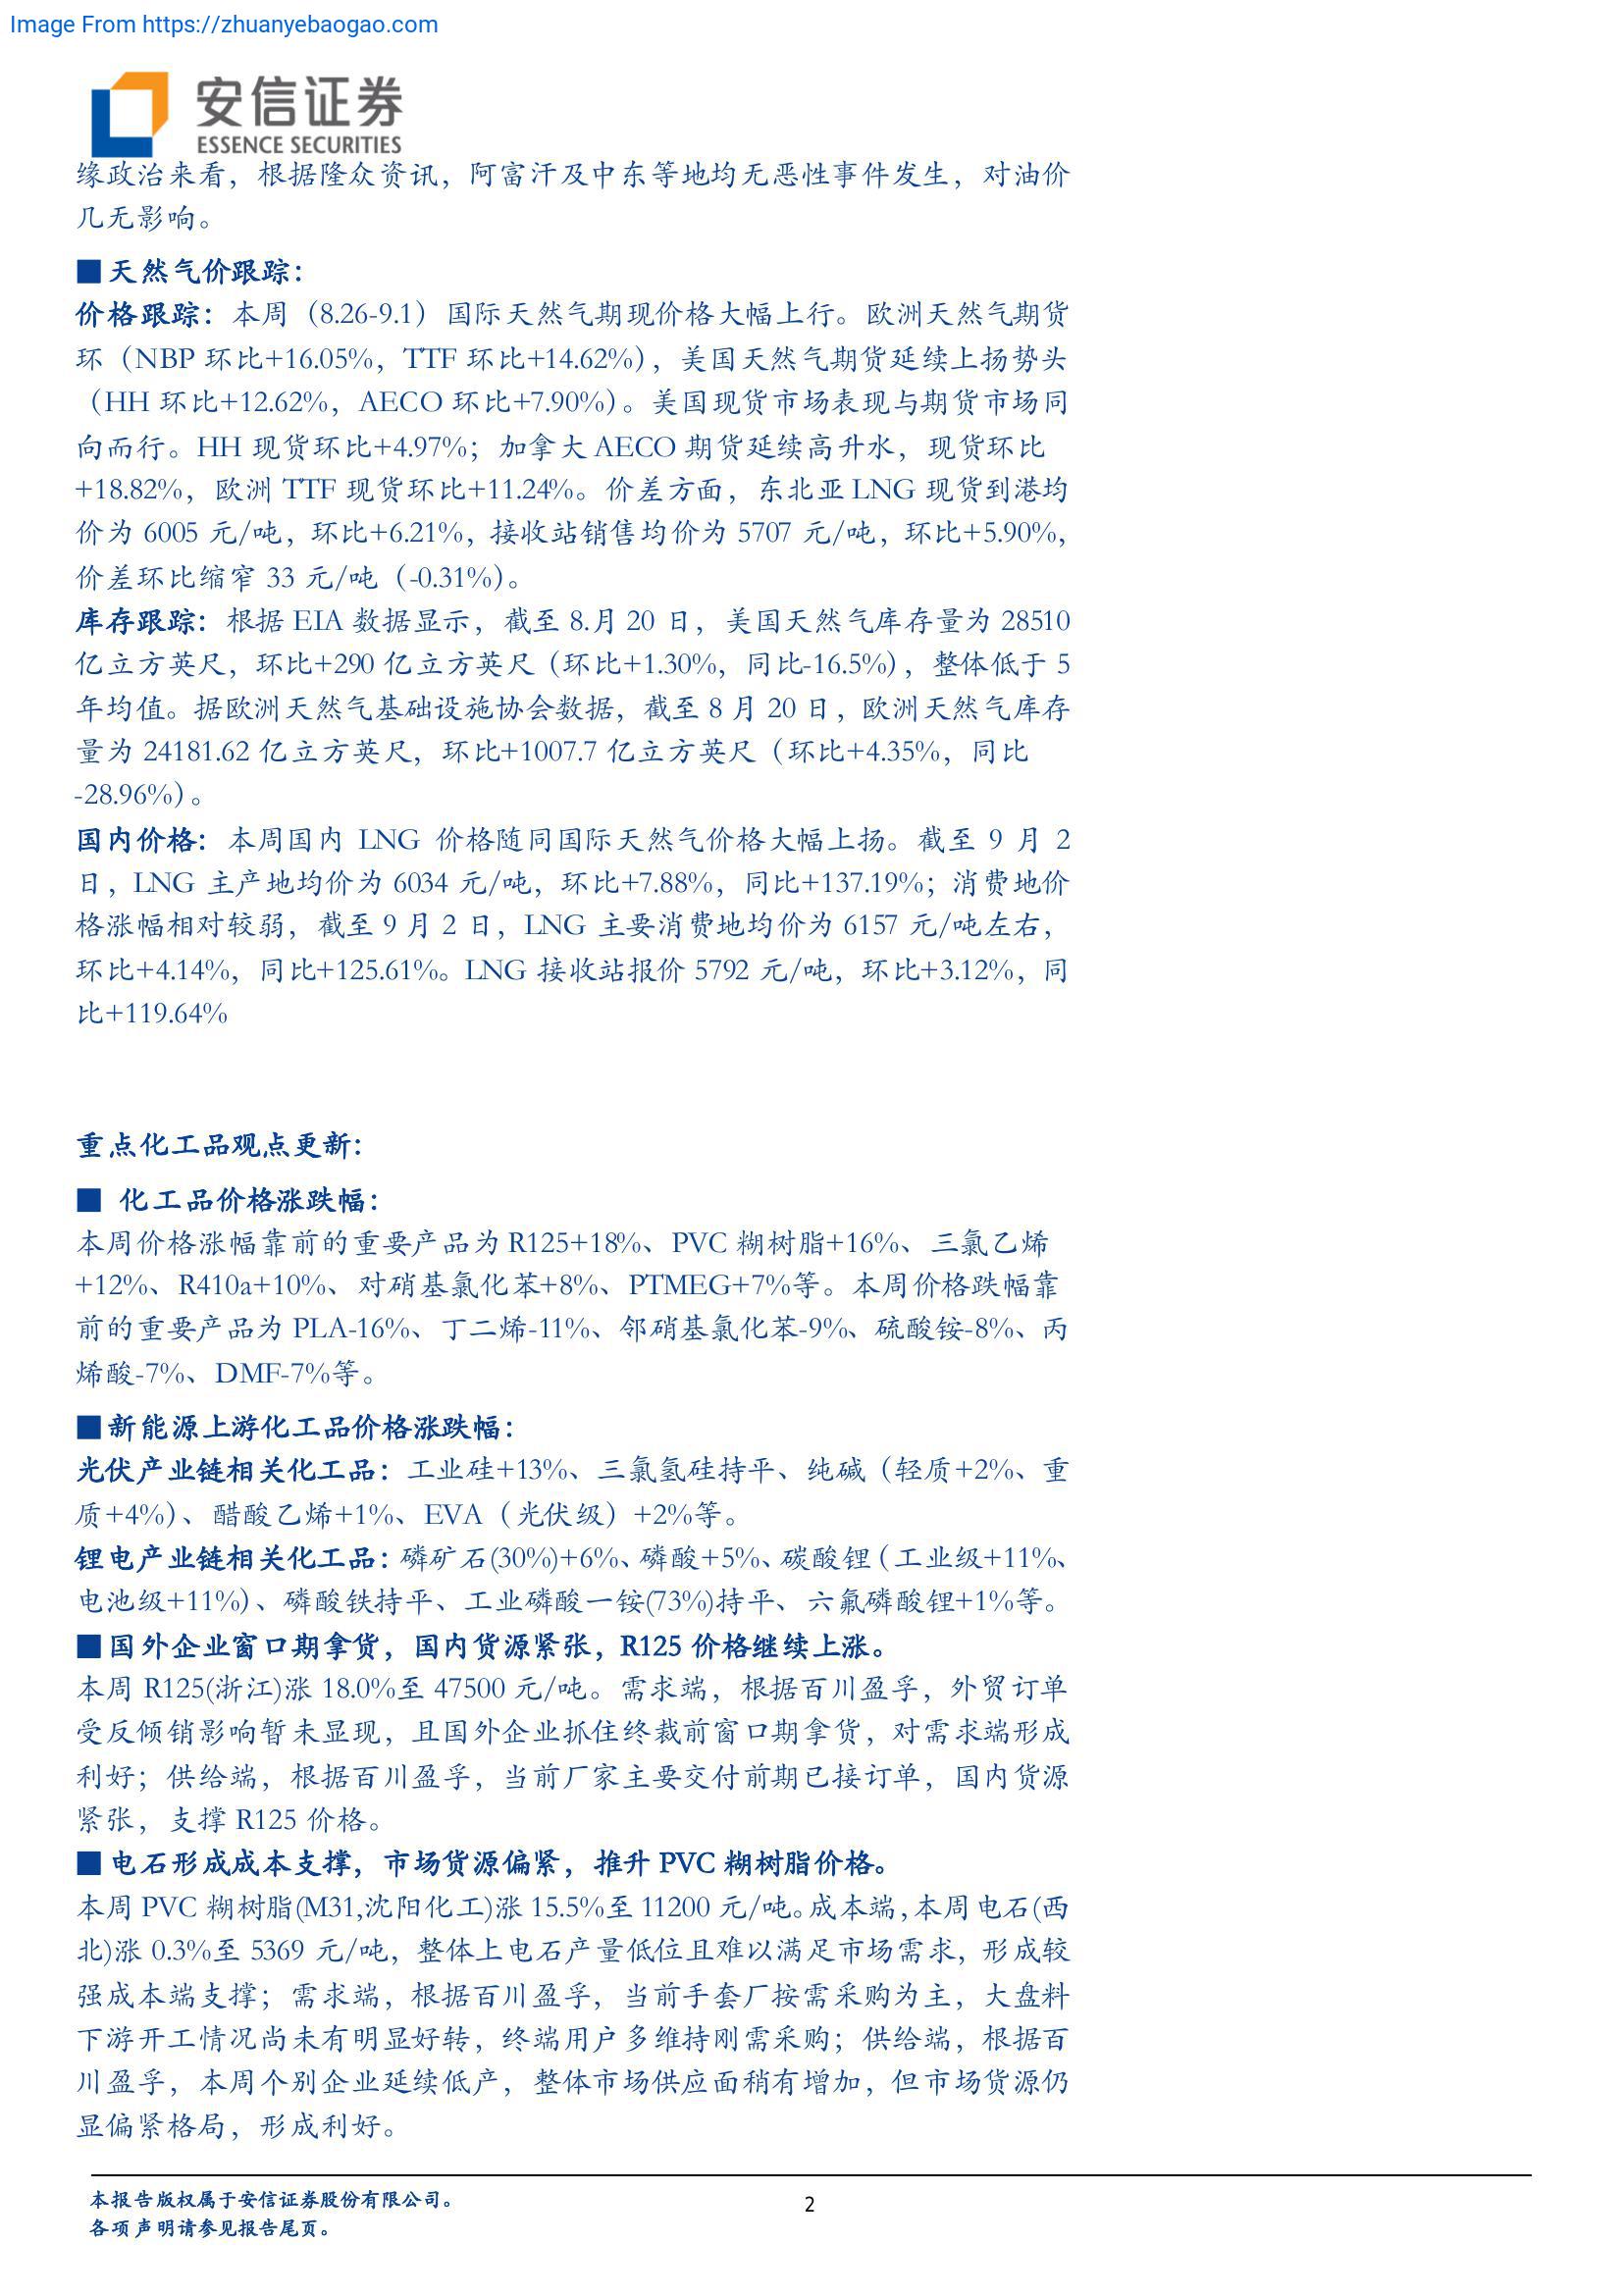 Image From https://zhuanyebaogao.com
安信证券
ESSENCE SECURITIES
缘政治来看，根据隆众资讯，阿富汗及中东等地均无恶性事件发生，对油价
几无影响。
■天然气价跟踪：
价格跟踪：本周（8.26-9.1）国际天然气期现价格大幅上行。欧洲天然气期货
环（NBP 环比+16.05%，TTF 环比+14.62%），美国天然气期货延续上扬势头
（HH 环比+12.62%，AECO 环比+7.90%）。美国现货市场表现与期货市场同
向而行。HH 现货环比+4.97%；加拿大 AECO 期货延续高升水，现货环比
+18.82%，欧洲 TTF 现货环比+11.24%。价差方面，东北亚 LNG 现货到港均
价为 6005 元/吨，环比+6.21%，接收站销售均价为 5707 元/吨，环比+5.90%，
价差环比缩窄 33 元/吨（-0.31%）。
库存跟踪：根据 EIA 数据显示，截至 8.月 20 日，美国天然气库存量为 28510
亿立方英尺，环比+290 亿立方英尺（环比+1.30%，同比-16.5%），整体低于 5
年均值。据欧洲天然气基础设施协会数据，截至 8 月 20 日，欧洲天然气库存
量为 24181.62 亿立方英尺，环比+1007.7 亿立方英尺（环比+4.35%，同比
-28.96%）。
国内价格：本周国内 LNG 价格随同国际天然气价格大幅上扬。截至 9 月 2
日，LNG 主产地均价为 6034 元/吨，环比+7.88%，同比+137.19%；消费地价
格涨幅相对较弱，截至 9 月 2 日，LNG 主要消费地均价为 6157 元/吨左右，
环比+4.14%，同比+125.61%。LNG 接收站报价 5792 元/吨，环比+3.12%，同
比+119.64%
重点化工品观点更新：
■ 化工品价格涨跌幅：
本周价格涨幅靠前的重要产品为 R125+18%、PVC 糊树脂+16%、三氯乙烯
+12%、R410a+10%、对硝基氯化苯+8%、PTMEG+7%等。本周价格跌幅靠
前的重要产品为 PLA-16%、丁二烯-11%、邻硝基氯化苯-9%、硫酸铵-8%、丙
烯酸-7%、DMF-7%等。
■新能源上游化工品价格涨跌幅：
光伏产业链相关化工品：工业硅+13%、三氯氢硅持平、纯碱（轻质+2%、重
质+4%）、醋酸乙烯+1%、EVA（光伏级）+2%等。
锂电产业链相关化工品：磷矿石(30%)+6%、磷酸+5%、碳酸锂（工业级+11%、
电池级+11%）、磷酸铁持平、工业磷酸一铵(73%)持平、六氟磷酸锂+1%等。
■国外企业窗口期拿货，国内货源紧张，R125 价格继续上涨。
本周 R125(浙江)涨 18.0%至 47500 元/吨。需求端，根据百川盈孚，外贸订单
受反倾销影响暂未显现，且国外企业抓住终裁前窗口期拿货，对需求端形成
利好；供给端，根据百川盈孚，当前厂家主要交付前期已接订单，国内货源
紧张，支撑 R125 价格。
■电石形成成本支撑，市场货源偏紧，推升 PVC 糊树脂价格。
本周 PVC 糊树脂(M31,沈阳化工)涨 15.5%至 11200 元/吨。成本端，本周电石(西
北)涨 0.3%至 5369 元/吨，整体上电石产量低位且难以满足市场需求，形成较
强成本端支撑；需求端，根据百川盈孚，当前手套厂按需采购为主，大盘料
下游开工情况尚未有明显好转，终端用户多维持刚需采购；供给端，根据百
川盈孚，本周个别企业延续低产，整体市场供应面稍有增加，但市场货源仍
显偏紧格局，形成利好。
本报告版权属于安信证券股份有限公司。
2
各项声明请参见报告尾页。